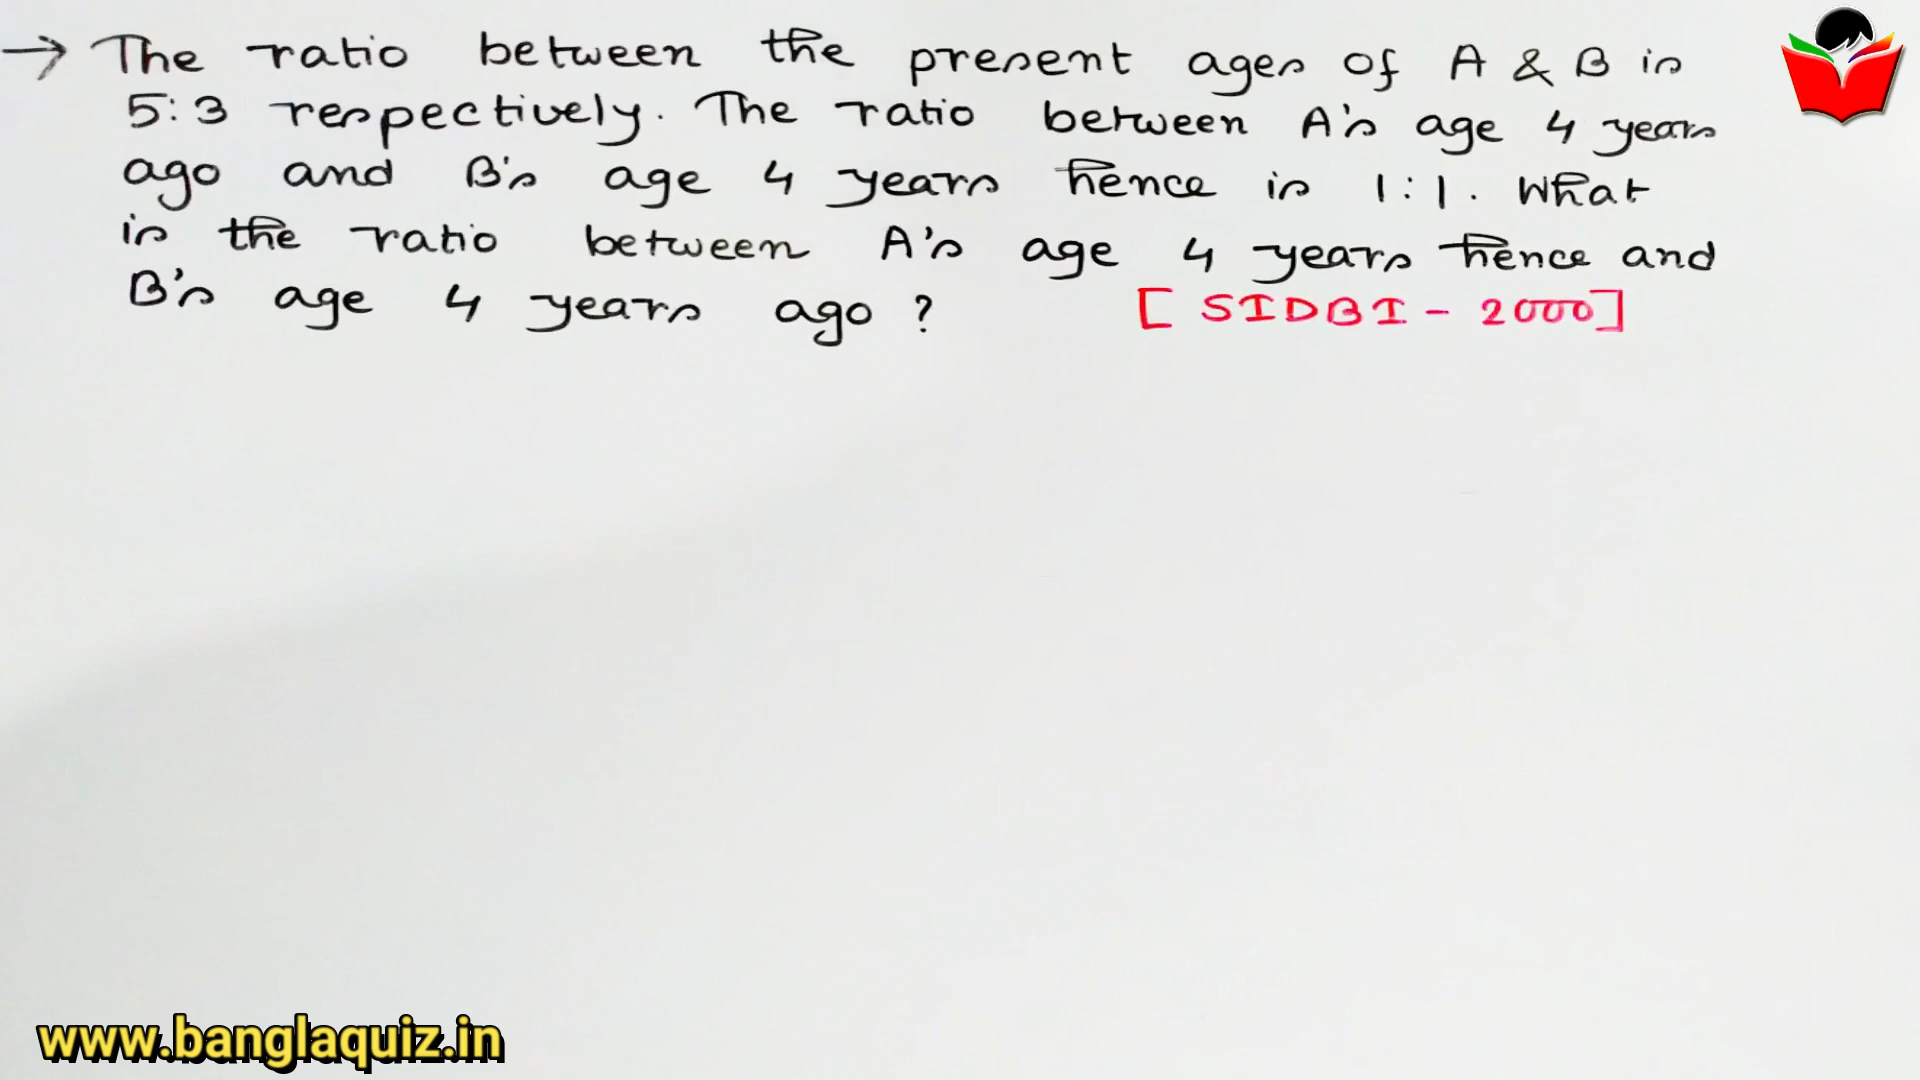 → The ratio between the present ages of A & B is
5:3 respectively. The ratio between A's age 4 years
ago and B's age 4 years hence is 1:1. What
is the ratio between A's age 4 years hence and
B's age 4 years ago? [SIDBI - 2000]
www.banglaquiz.in